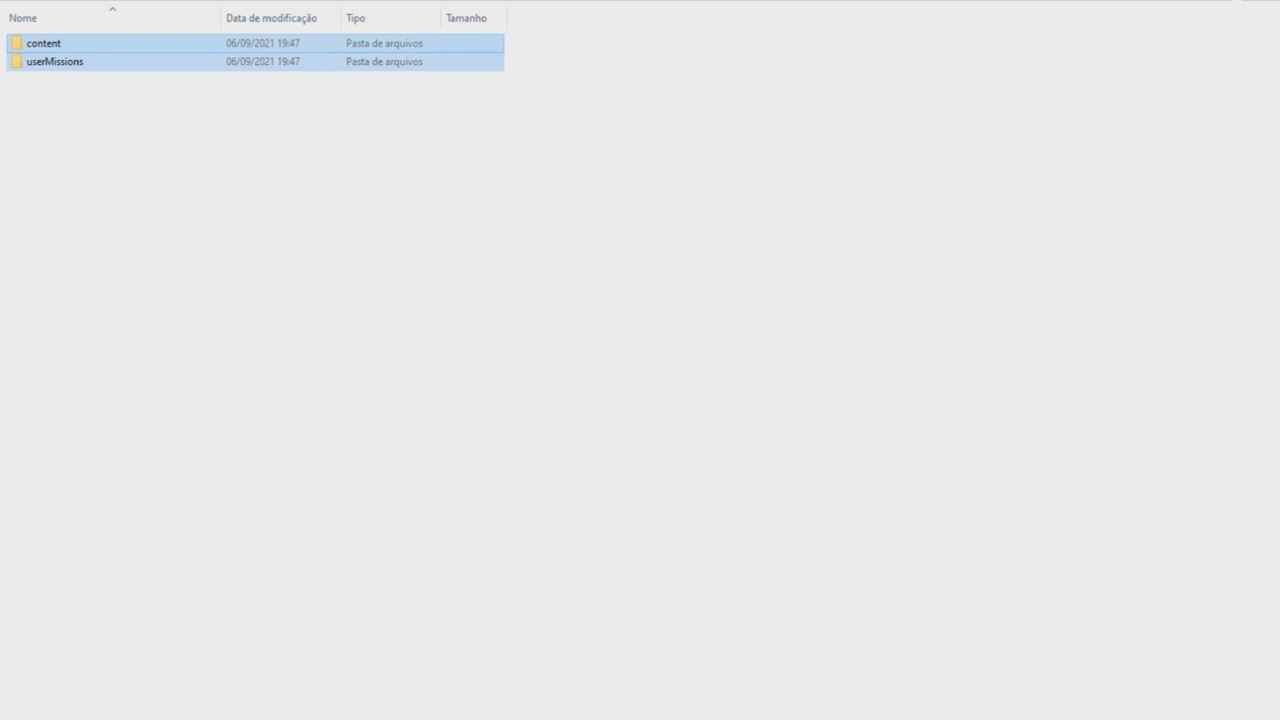 Nome Data de modificação Tipo Tamanho
content 06/09/2021 19:47 Pasta de arquivos
userMissions 06/09/2021 19:47 Pasta de arquivos